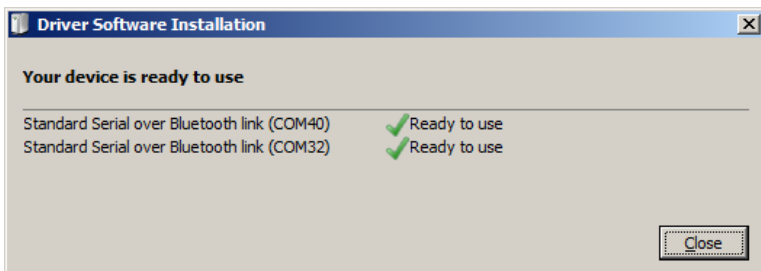 Driver Software Installation
Your device is ready to use
Standard Serial over Bluetooth link (COM40) Ready to use
Standard Serial over Bluetooth link (COM32) Ready to use
Close